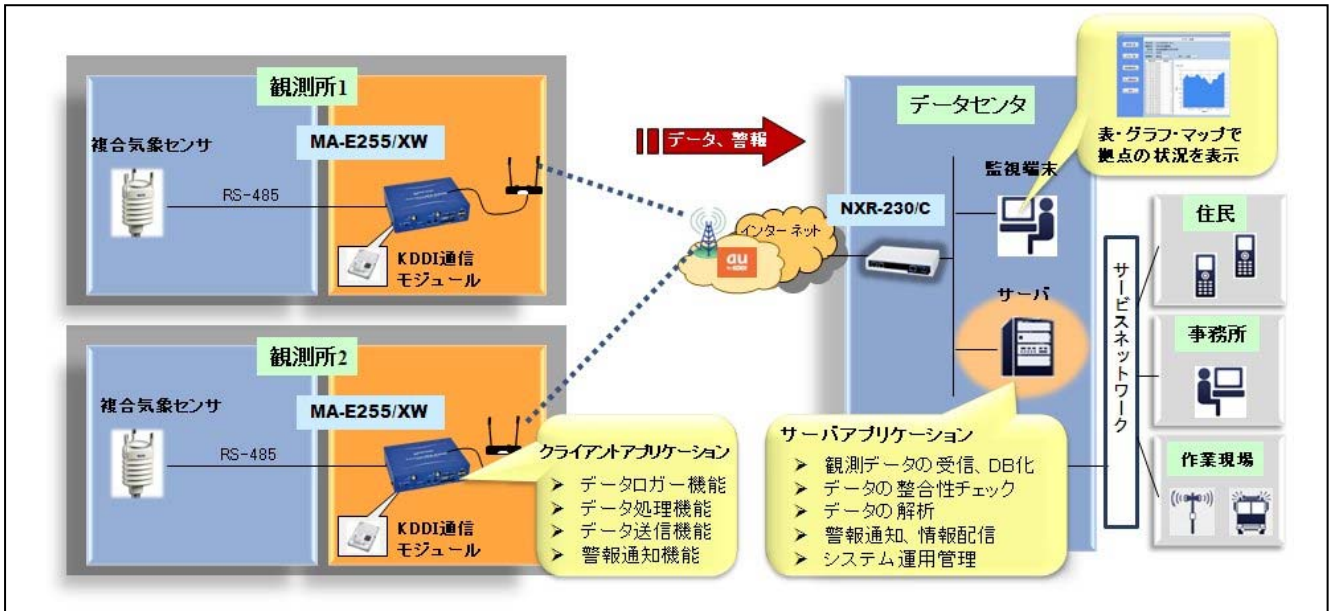 観測所1
複合気象センサ
MA-E255/XW
RS-485
KDDI通信
モジュール
観測所2
複合気象センサ
MA-E255/XW
RS-485
KDDI通信
モジュール
クライアントアプリケーション
➢ データロガー機能
➢ データ処理機能
➢ データ送信機能
➢ 警報通知機能
データ、警報
インターネット
au
データセンタ
NXR-230/C
監視端末
サーバ
表・グラフ・マップで
拠点の状況を表示
サーバアプリケーション
➢ 観測データの受信、DB化
➢ データの整合性チェック
➢ データの解析
➢ 警報通知、情報配信
➢ システム運用管理
サービスネットワーク
住民
事務所
作業現場